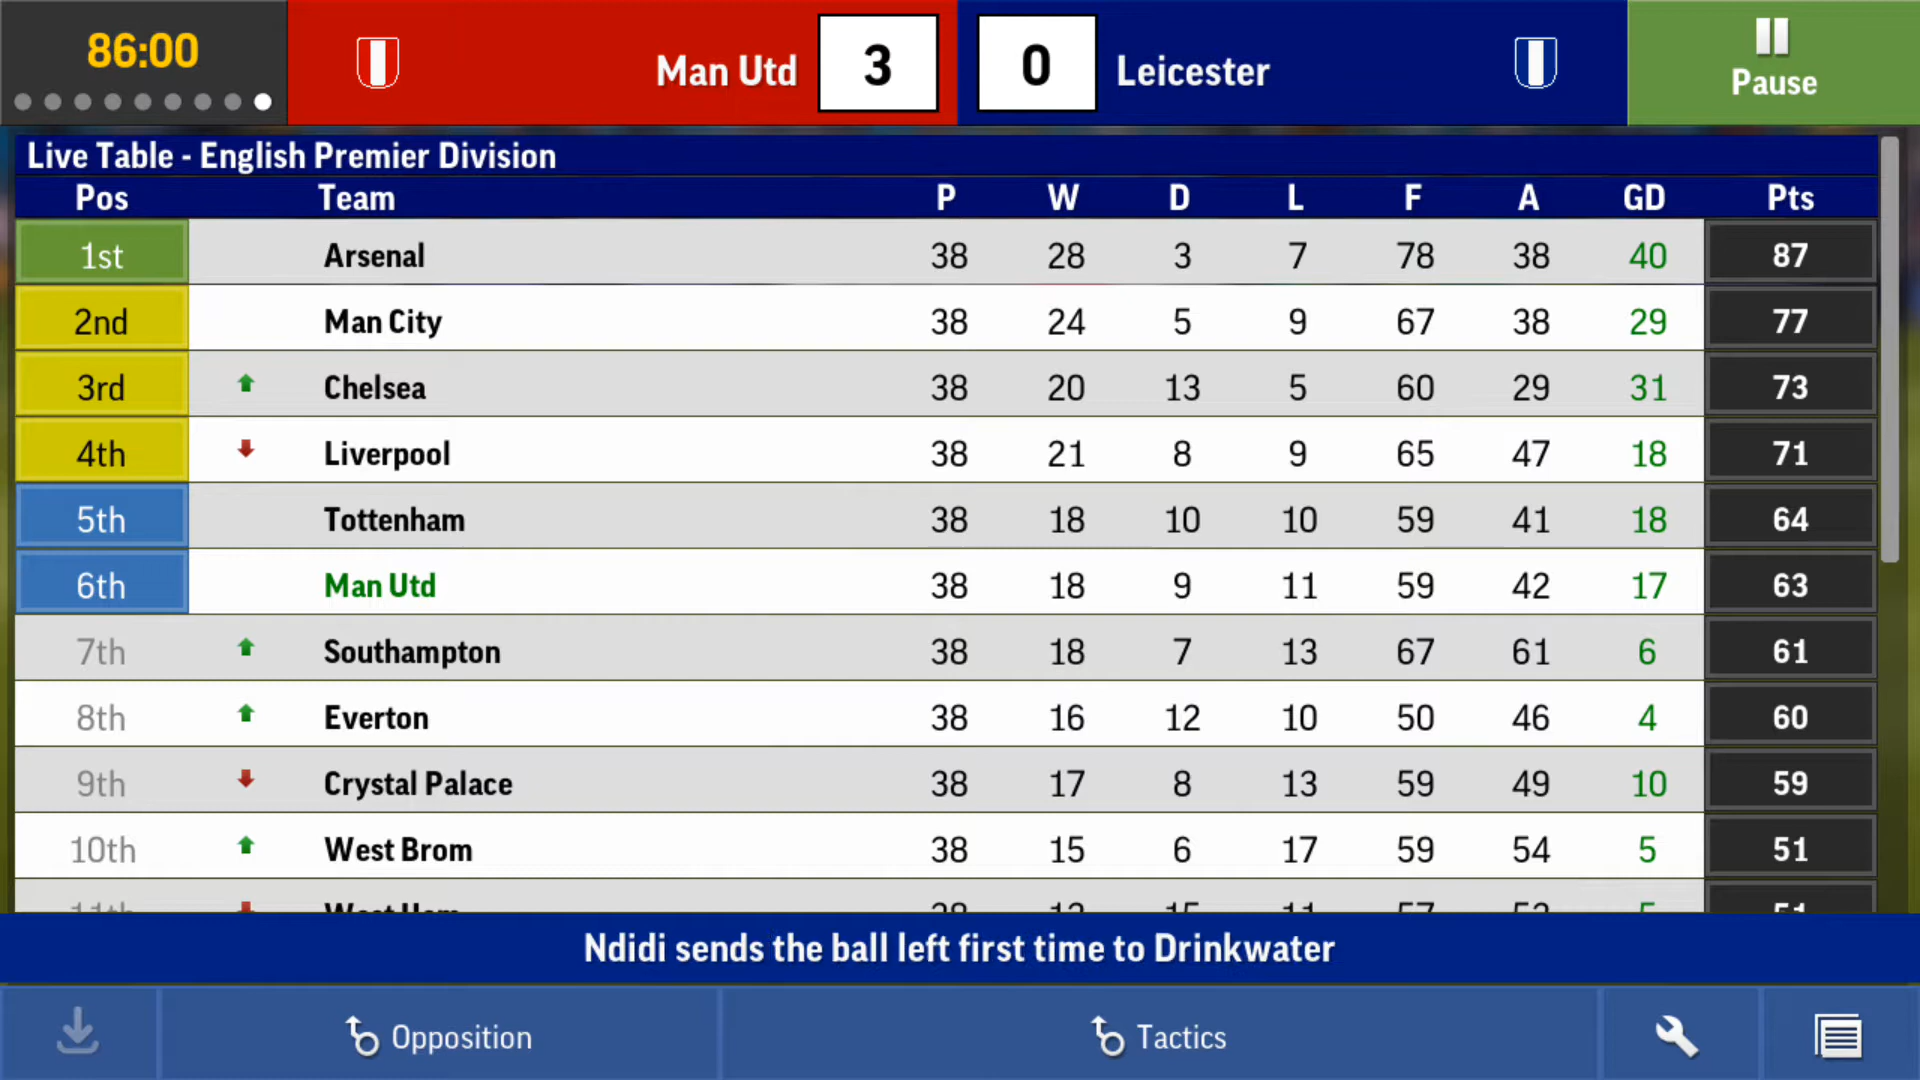 86:00 Man Utd 3 0 Leicester Pause
Live Table - English Premier Division
Pos Team P W D L F A GD Pts
1st Arsenal 38 28 3 7 78 38 40 87
2nd Man City 38 24 5 9 67 38 29 77
3rd Chelsea 38 20 13 5 60 29 31 73
4th Liverpool 38 21 8 9 65 47 18 71
5th Tottenham 38 18 10 10 59 41 18 64
6th Man Utd 38 18 9 11 59 42 17 63
7th Southampton 38 18 7 13 67 61 6 61
8th Everton 38 16 12 10 50 46 4 60
9th Crystal Palace 38 17 8 13 59 49 10 59
10th West Brom 38 15 6 17 59 54 5 51
11th West Ham 38
Ndidi sends the ball left first time to Drinkwater
Opposition Tactics